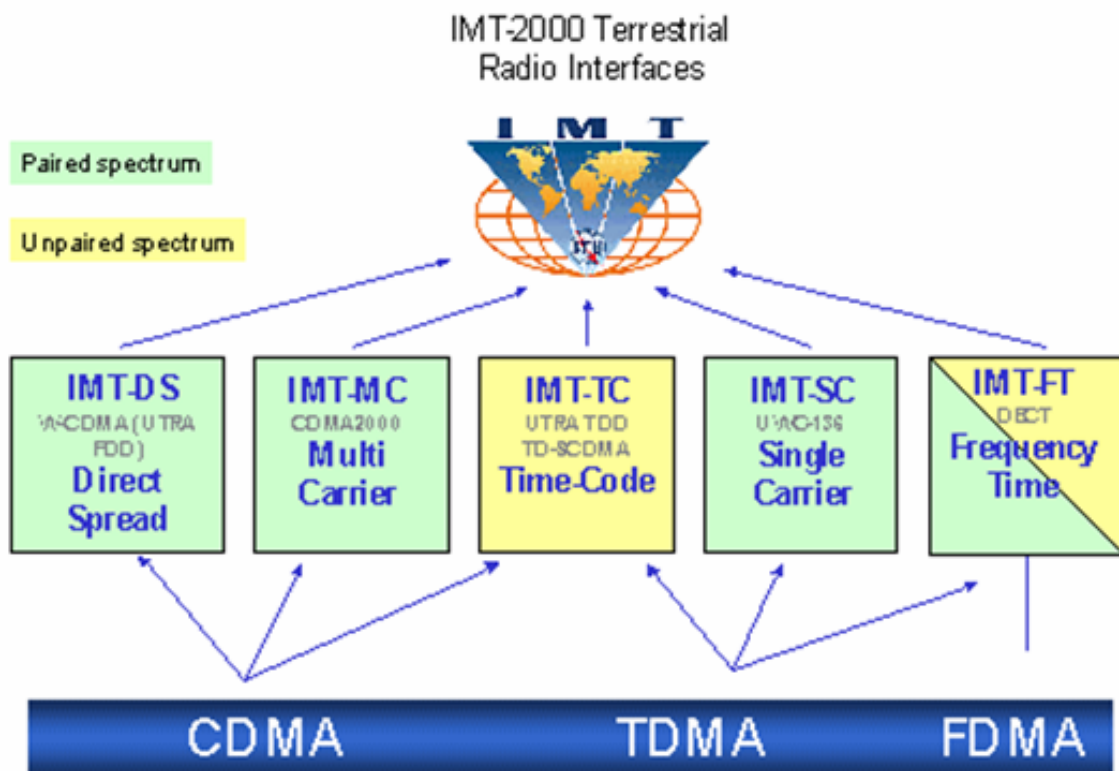 IMT-2000 Terrestrial
Radio Interfaces
I M T
Paired spectrum
Unpaired spectrum
IMT-DS
W-CDMA (UTRA
FDD)
Direct
Spread
IMT-MC
CDMA2000
Multi
Carrier
IMT-TC
UTRA TDD
TD-SCDMA
Time-Code
IMT-SC
UWC-136
Single
Carrier
IMT-FT
DECT
Frequency
Time
CDMA
TDMA
FDMA